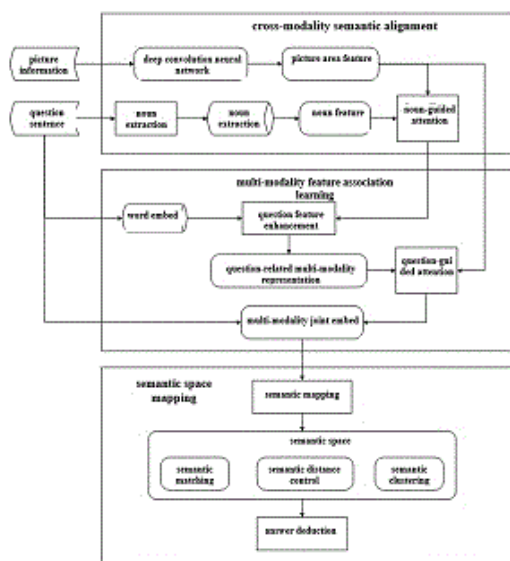 cross-modality semantic alignment
picture
information
deep convolution neural
network
picture area feature
question
sentence
noun
extraction
noun
extraction
noun feature
noun-guided
attention
multi-modality feature association
learning
word embed
question feature
enhancement
question-related multi-modality
representation
question-gui
ded attention
multi-modality joint embed
semantic space
mapping
semantic mapping
semantic space
semantic
matching
semantic distance
control
semantic
clustering
answer deduction